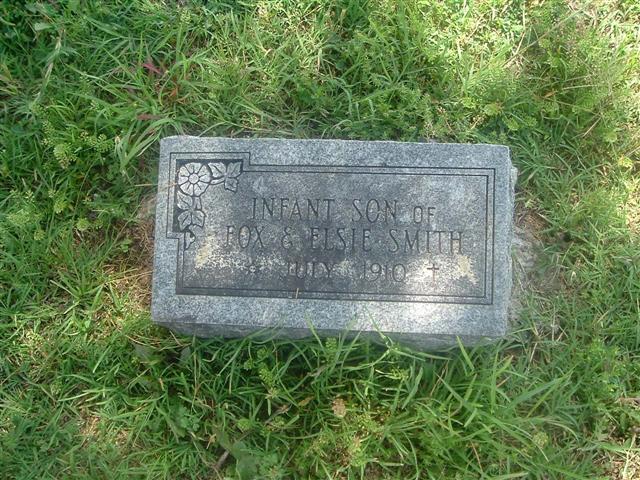 INFANT SON OF
FOX & ELSIE SMITH
* JULY 1910 ✝